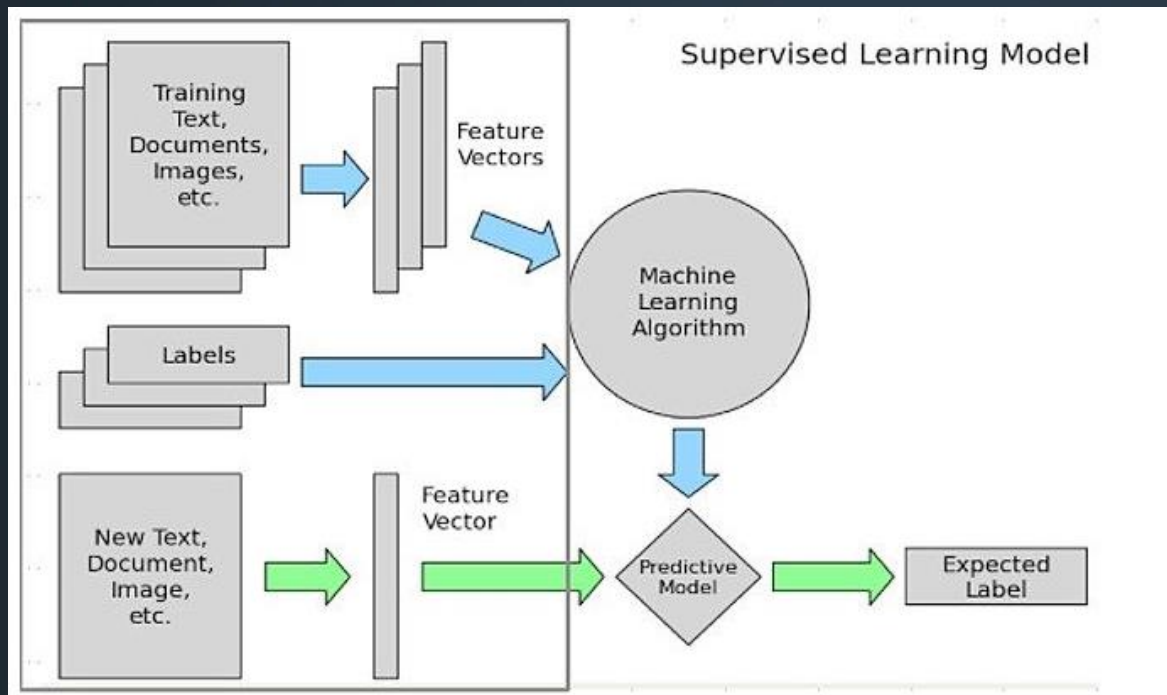 Supervised Learning Model
Training
Text,
Documents,
Images,
etc.
Feature
Vectors
Machine
Learning
Algorithm
Labels
New Text,
Document,
Image,
etc.
Feature
Vector
Predictive
Model
Expected
Label